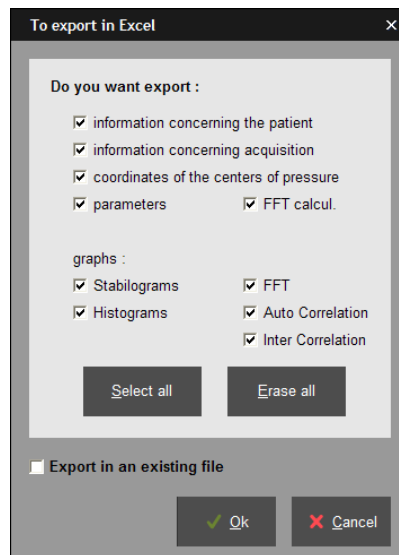 To export in Excel
Do you want export :
information concerning the patient
information concerning acquisition
coordinates of the centers of pressure
parameters FFT calcul.
graphs :
Stabilograms FFT
Histograms Auto Correlation
Inter Correlation
Select all Erase all
Export in an existing file
Ok Cancel